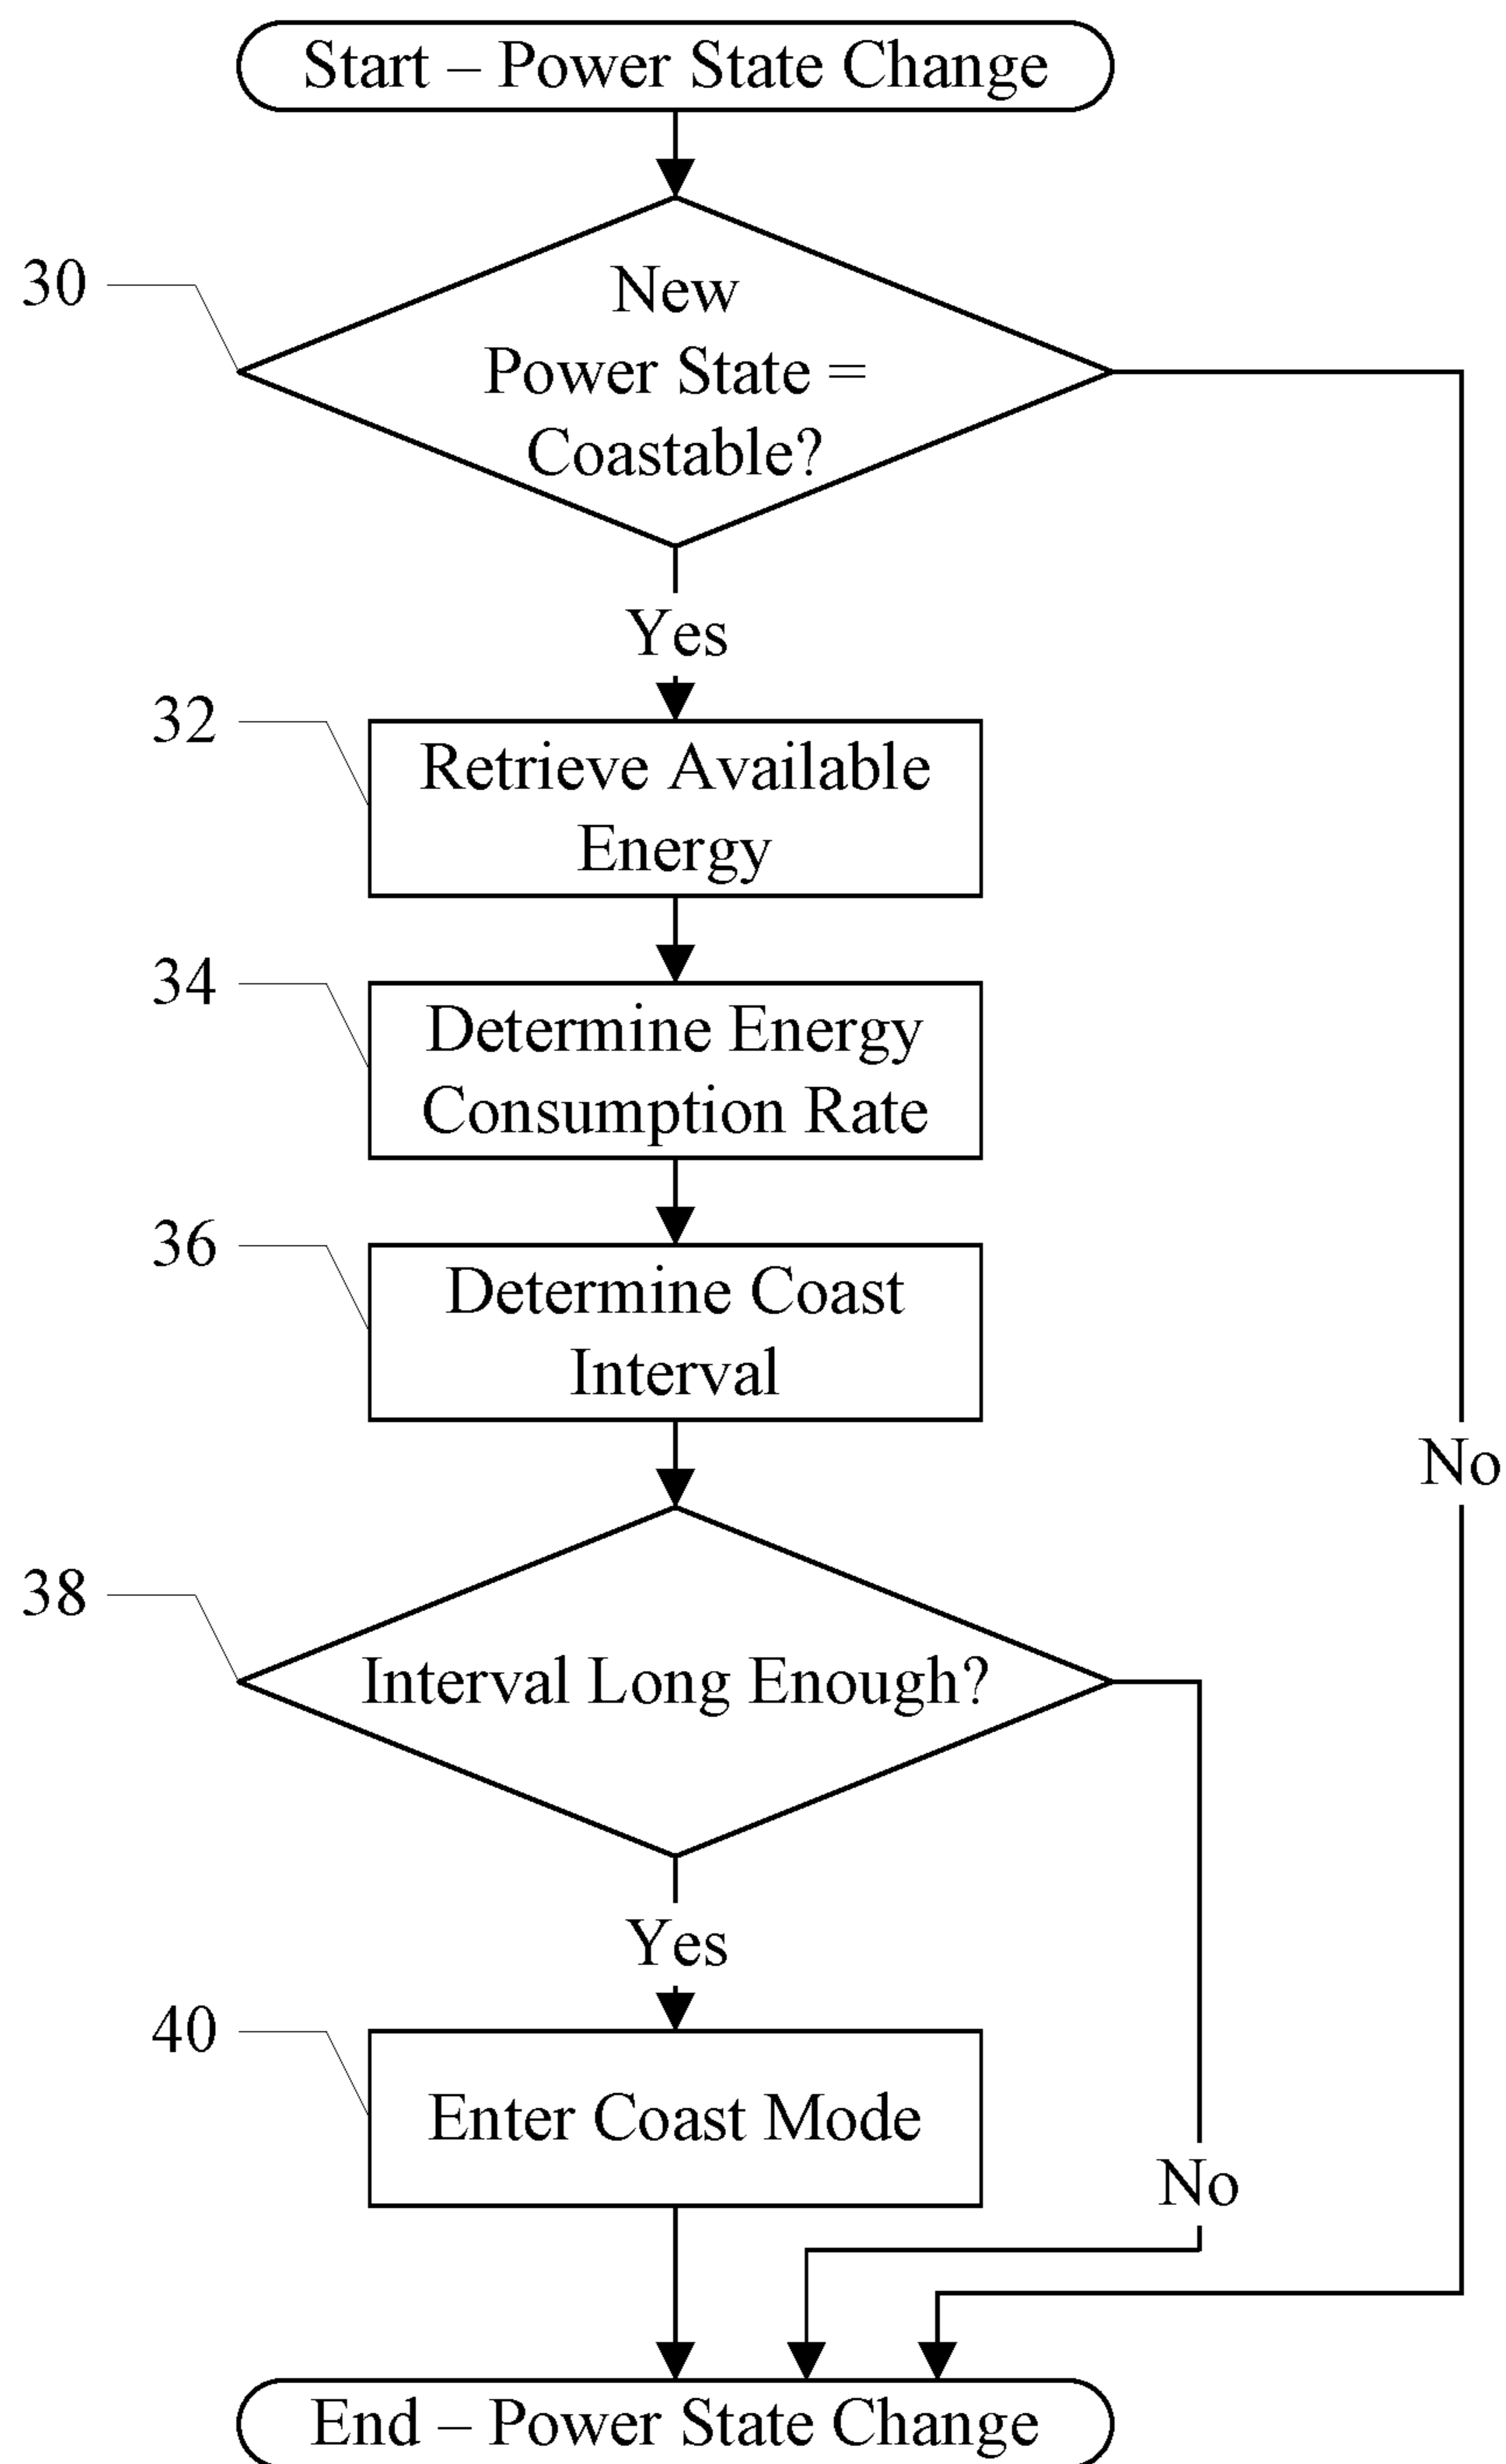 Start – Power State Change
30
New
Power State =
Coastable?
Yes
32
Retrieve Available
Energy
34
Determine Energy
Consumption Rate
36
Determine Coast
Interval
No
38
Interval Long Enough?
Yes
40
Enter Coast Mode
No
End – Power State Change